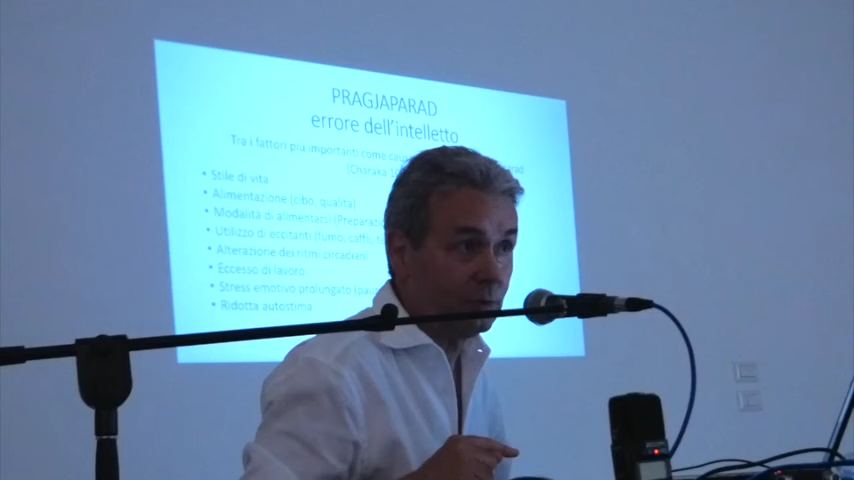 PRAGJAPARAD
errore dell'intelletto
Tra i fattori più importanti come
[Charaka
• Stile di vita
• Alimentazione (cibo, qualità)
• Modalità di alimentarsi (Preparaz
• Utilizzo di eccitanti (fumo, caffè,
• Alterazione dei ritmi circadiani
• Eccesso di lavoro
• Stress emotivo prolungato
• Ridotta autostima